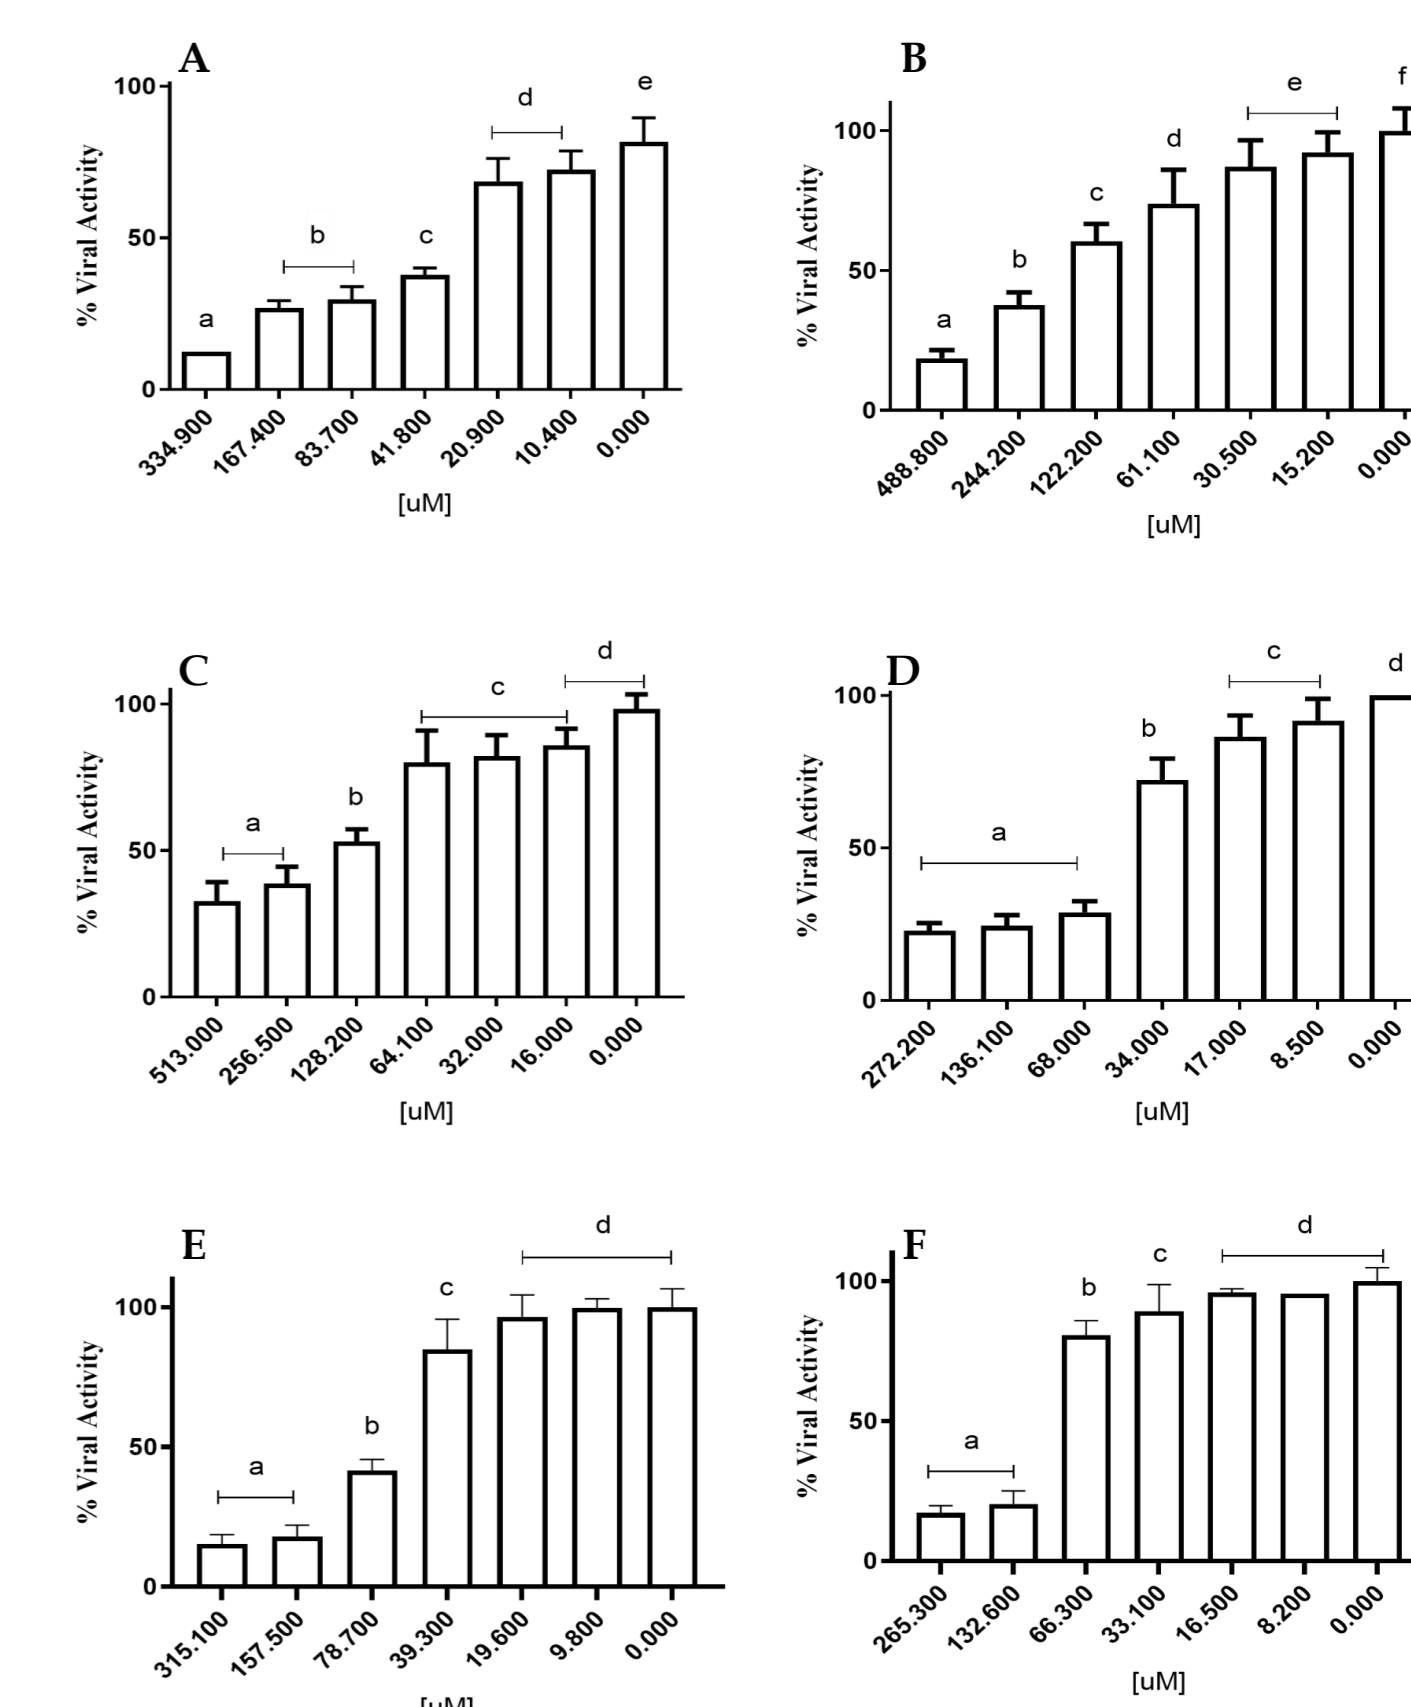 A
% Viral Activity
100
50
0
a
b
c
d
e
334.900
167.400
83.700
41.800
20.900
10.400
0.000
[uM]
B
% Viral Activity
100
50
0
a
b
c
d
e
f
488.800
244.200
122.200
61.100
30.500
15.200
0.000
[uM]
C
% Viral Activity
100
50
0
a
b
c
d
513.000
256.500
128.200
64.100
32.000
16.000
0.000
[uM]
D
% Viral Activity
100
50
0
a
b
c
d
272.200
136.100
68.000
34.000
17.000
8.500
0.000
[uM]
E
% Viral Activity
100
50
0
a
b
c
d
315.100
157.500
78.700
39.300
19.600
9.800
0.000
[uM]
F
% Viral Activity
100
50
0
a
b
c
d
265.300
132.600
66.300
33.100
16.500
8.200
0.000
[uM]